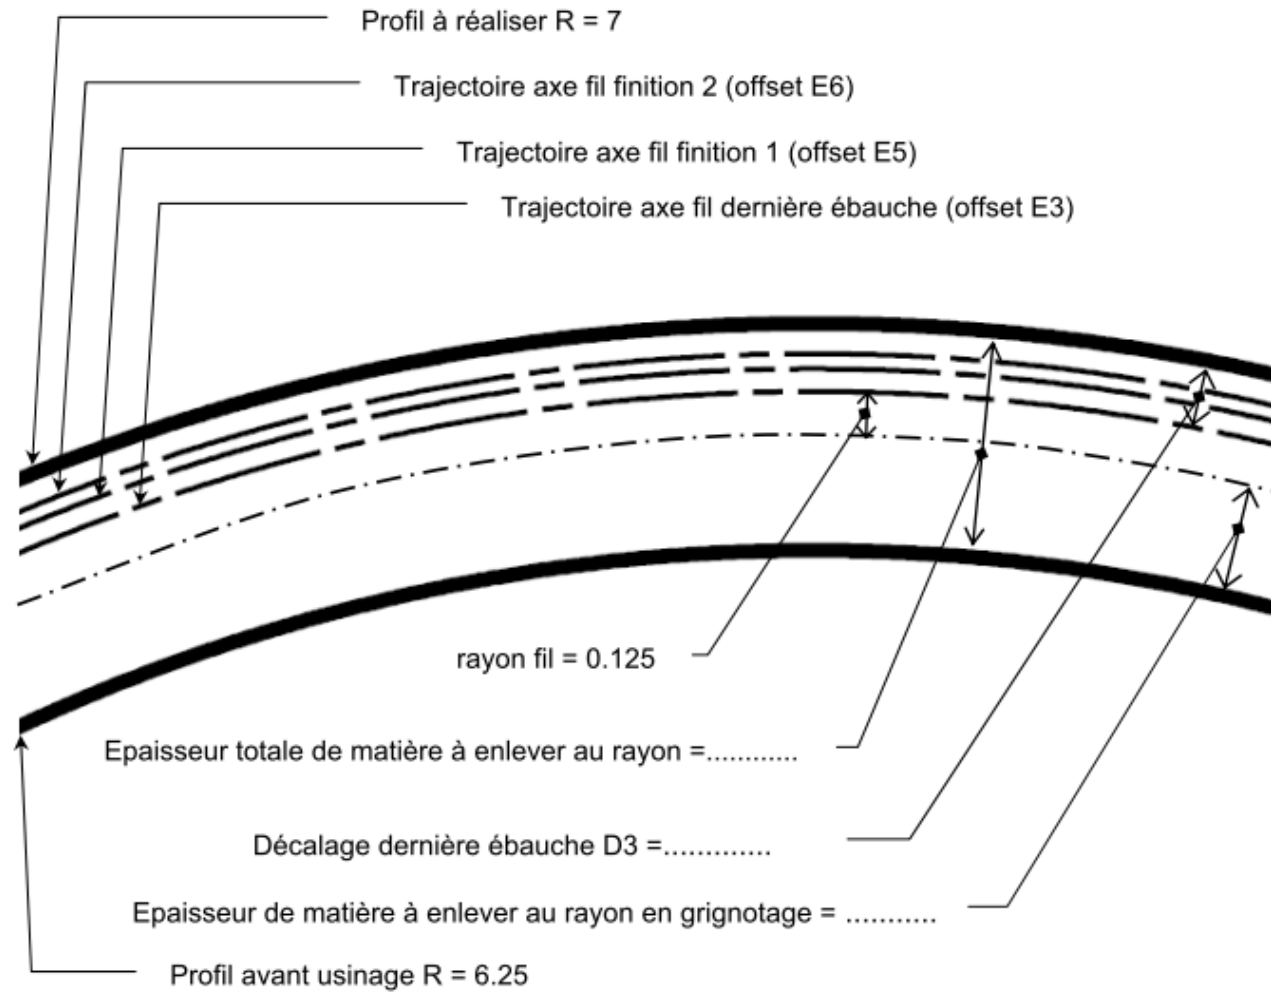 Profil à réaliser R = 7
Trajectoire axe fil finition 2 (offset E6)
Trajectoire axe fil finition 1 (offset E5)
Trajectoire axe fil dernière ébauche (offset E3)
rayon fil = 0.125
Epaisseur totale de matière à enlever au rayon =............
Décalage dernière ébauche D3 =.............
Epaisseur de matière à enlever au rayon en grignotage = ...........
Profil avant usinage R = 6.25